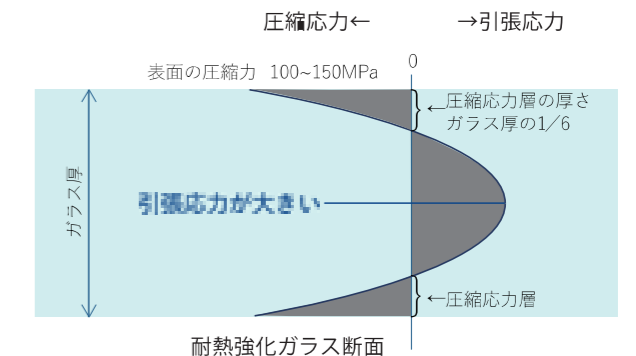 圧縮応力←
→引張応力
0
表面の圧縮力 100~150MPa
←圧縮応力層の厚さ
ガラス厚の1/6
ガラス厚
引張応力が大きい
←圧縮応力層
耐熱強化ガラス断面